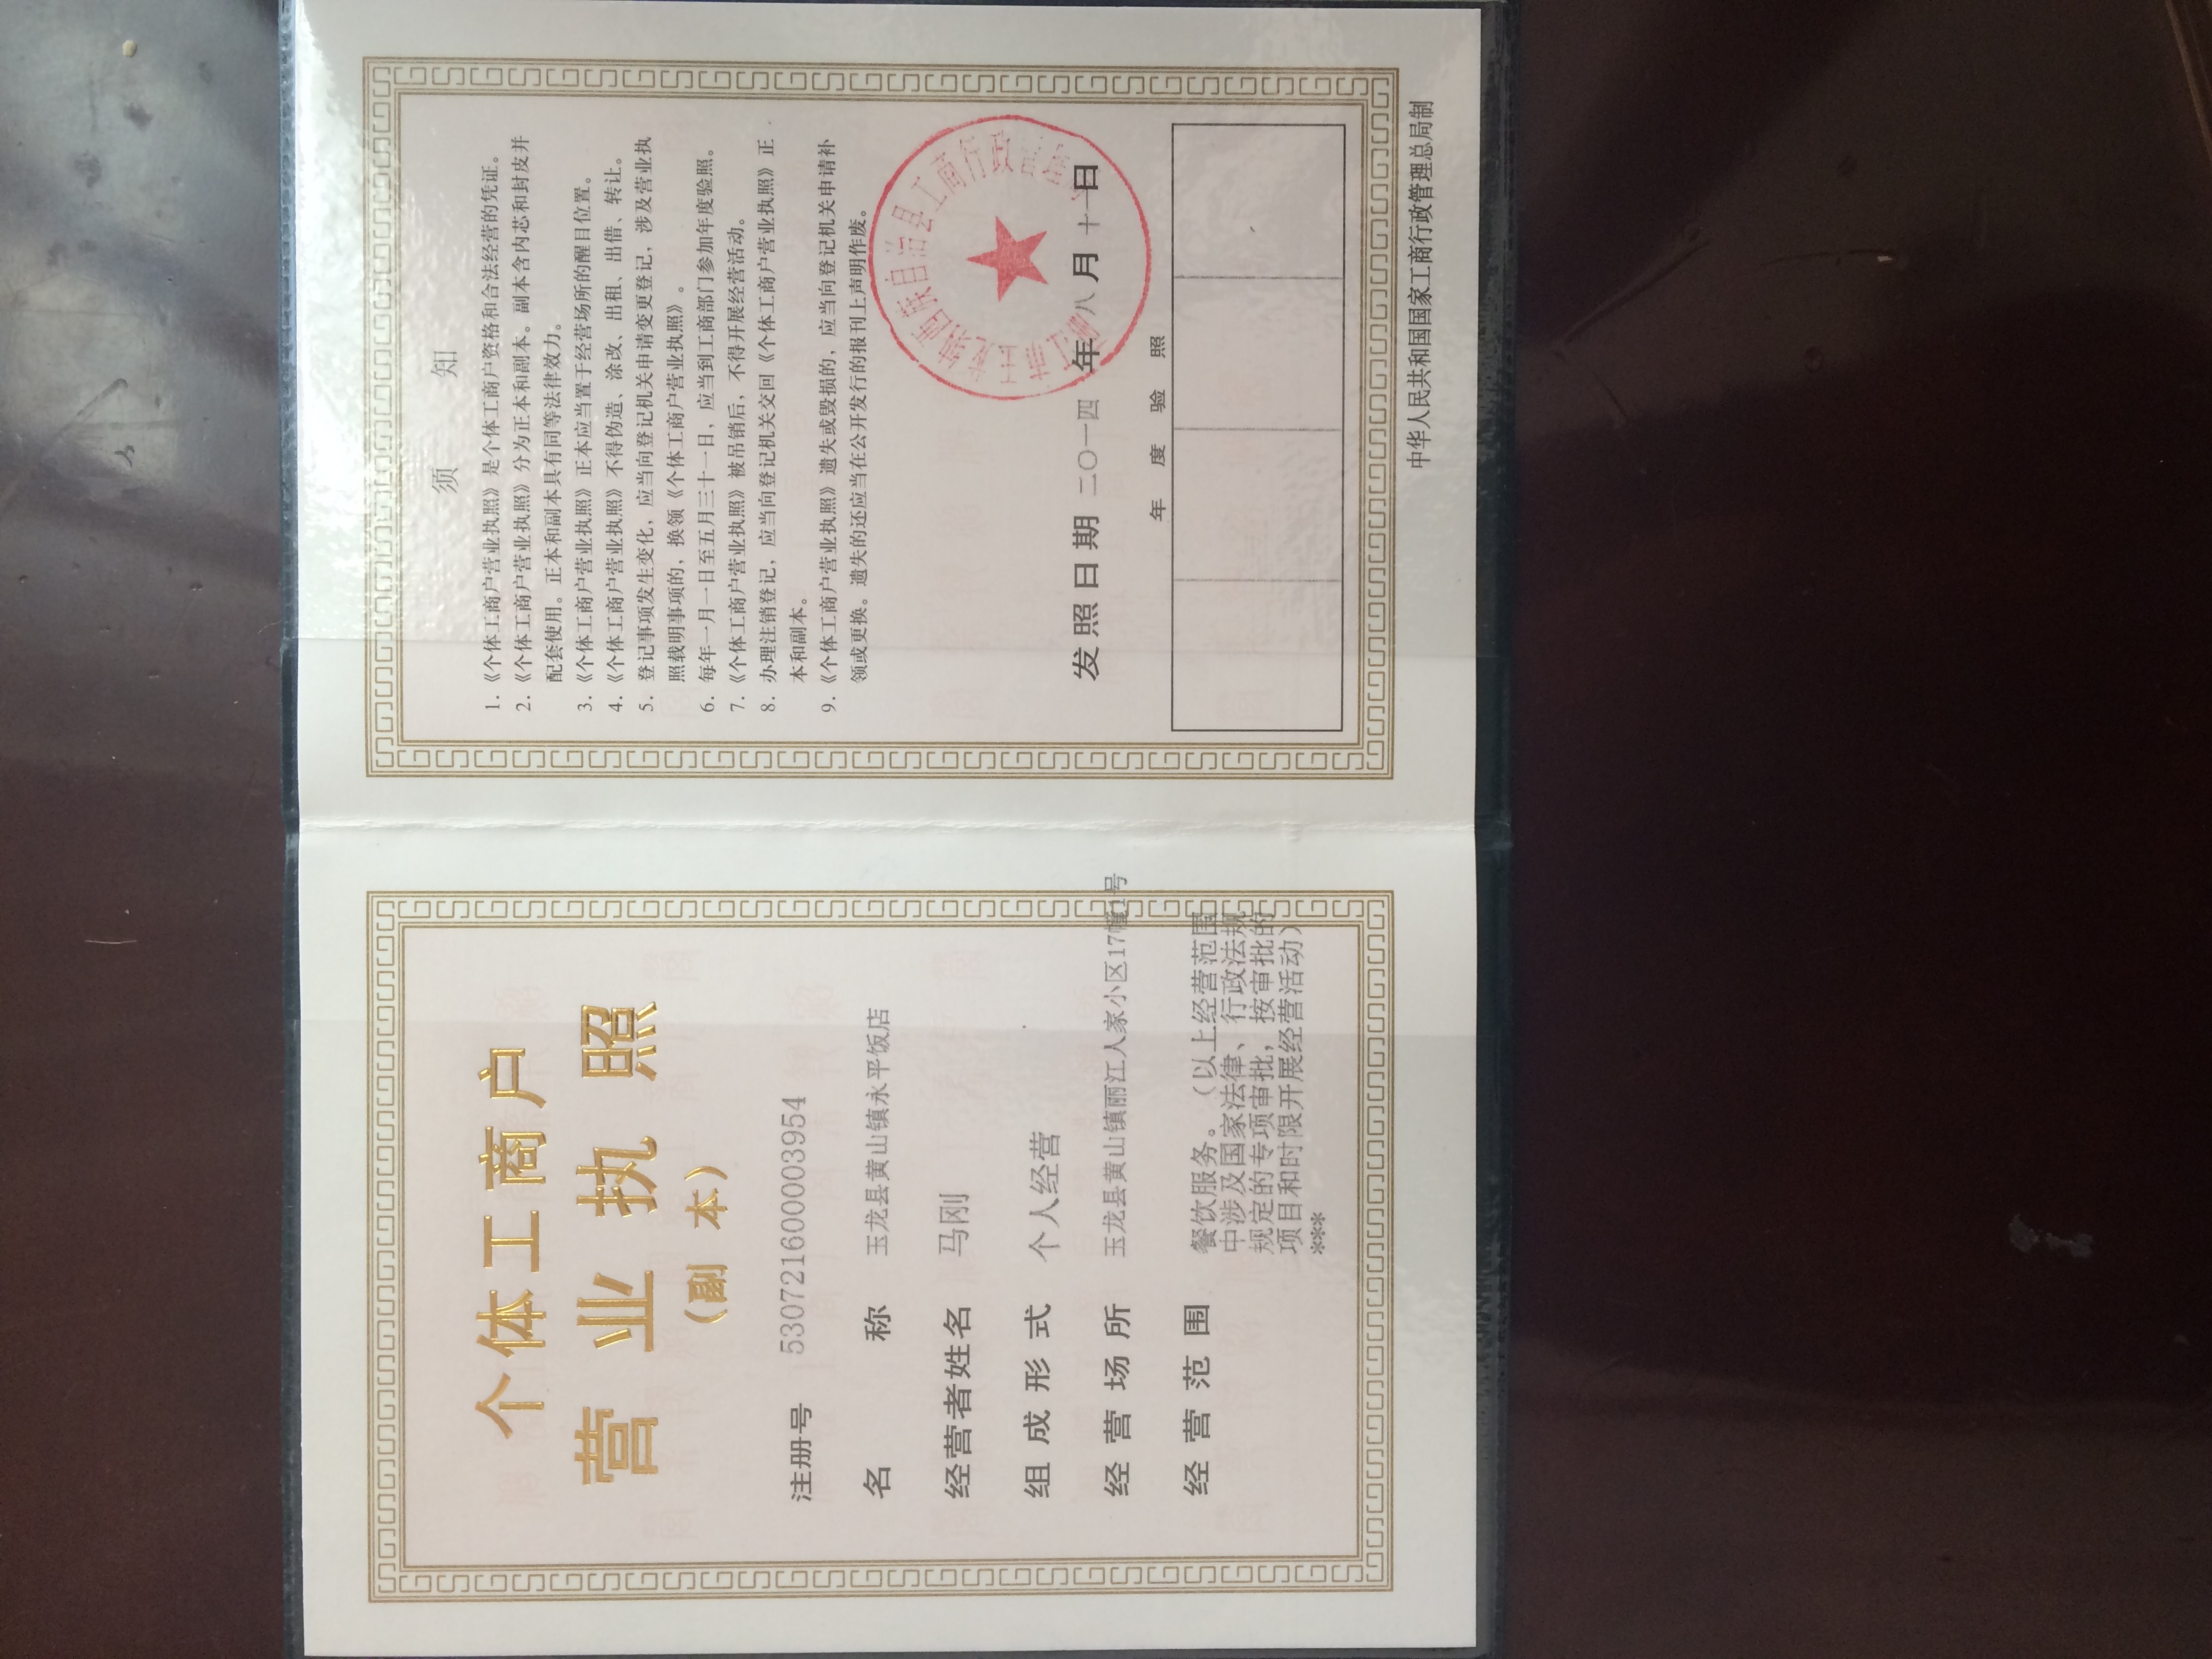 个体工商户
营业执照
（副本）
注册号 530721600003954
名称 玉龙县黄山镇永平饭店
经营者姓名 马刚
组成形式 个人经营
经营场所 玉龙县黄山镇丽江人家小区17幢1号
经营范围 餐饮服务。（以上经营范围
中涉及国家法律、行政法规
规定的专项审批，按审批的
项目和时限开展经营活动）
***
须知
1.《个体工商户营业执照》是个体工商户资格和合法经营的凭证。
2.《个体工商户营业执照》分为正本和副本。副本含内芯和封皮并
配套使用。正本和副本具有同等法律效力。
3.《个体工商户营业执照》正本应当置于经营场所的醒目位置。
4.《个体工商户营业执照》不得伪造、涂改、出租、出借、转让。
5. 登记事项发生变化，应当向登记机关申请变更登记，涉及营业执
照载明事项的，换领《个体工商户营业执照》。
6. 每年一月一日至五月三十一日，应当到工商部门参加年度验照。
7.《个体工商户营业执照》被吊销后，不得开展经营活动。
8. 办理注销登记，应当向登记机关交回《个体工商户营业执照》正
本和副本。
9.《个体工商户营业执照》遗失或毁损的，应当向登记机关申请补
领或更换。遗失的还应当在公开发行的报刊上声明作废。
玉龙纳西族自治县工商行政管理局
发照日期 二〇一四年八月十一日
年度验照
中华人民共和国国家工商行政管理总局制